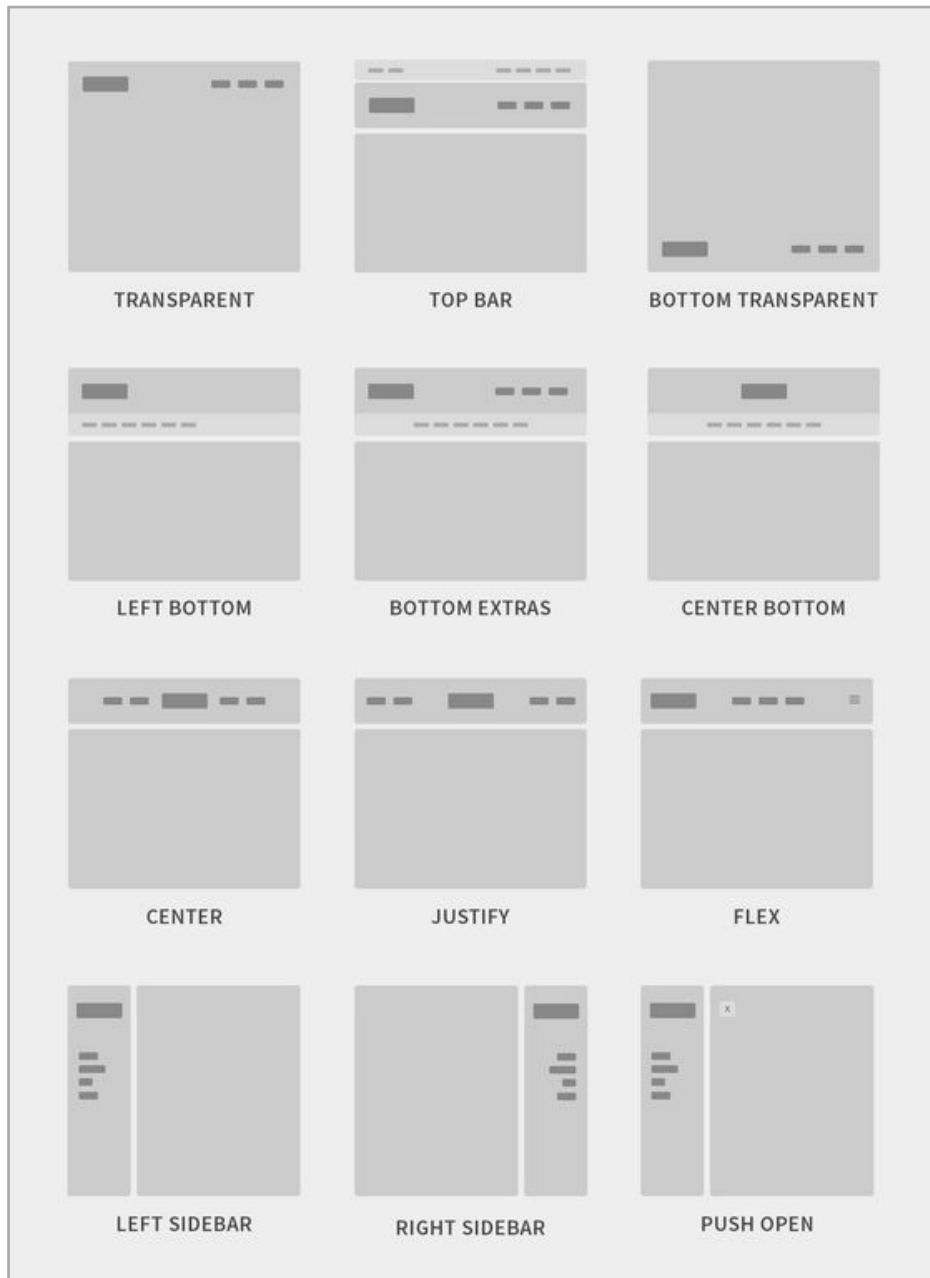 TRANSPARENT
TOP BAR
BOTTOM TRANSPARENT
LEFT BOTTOM
BOTTOM EXTRAS
CENTER BOTTOM
CENTER
JUSTIFY
FLEX
X
LEFT SIDEBAR
RIGHT SIDEBAR
PUSH OPEN